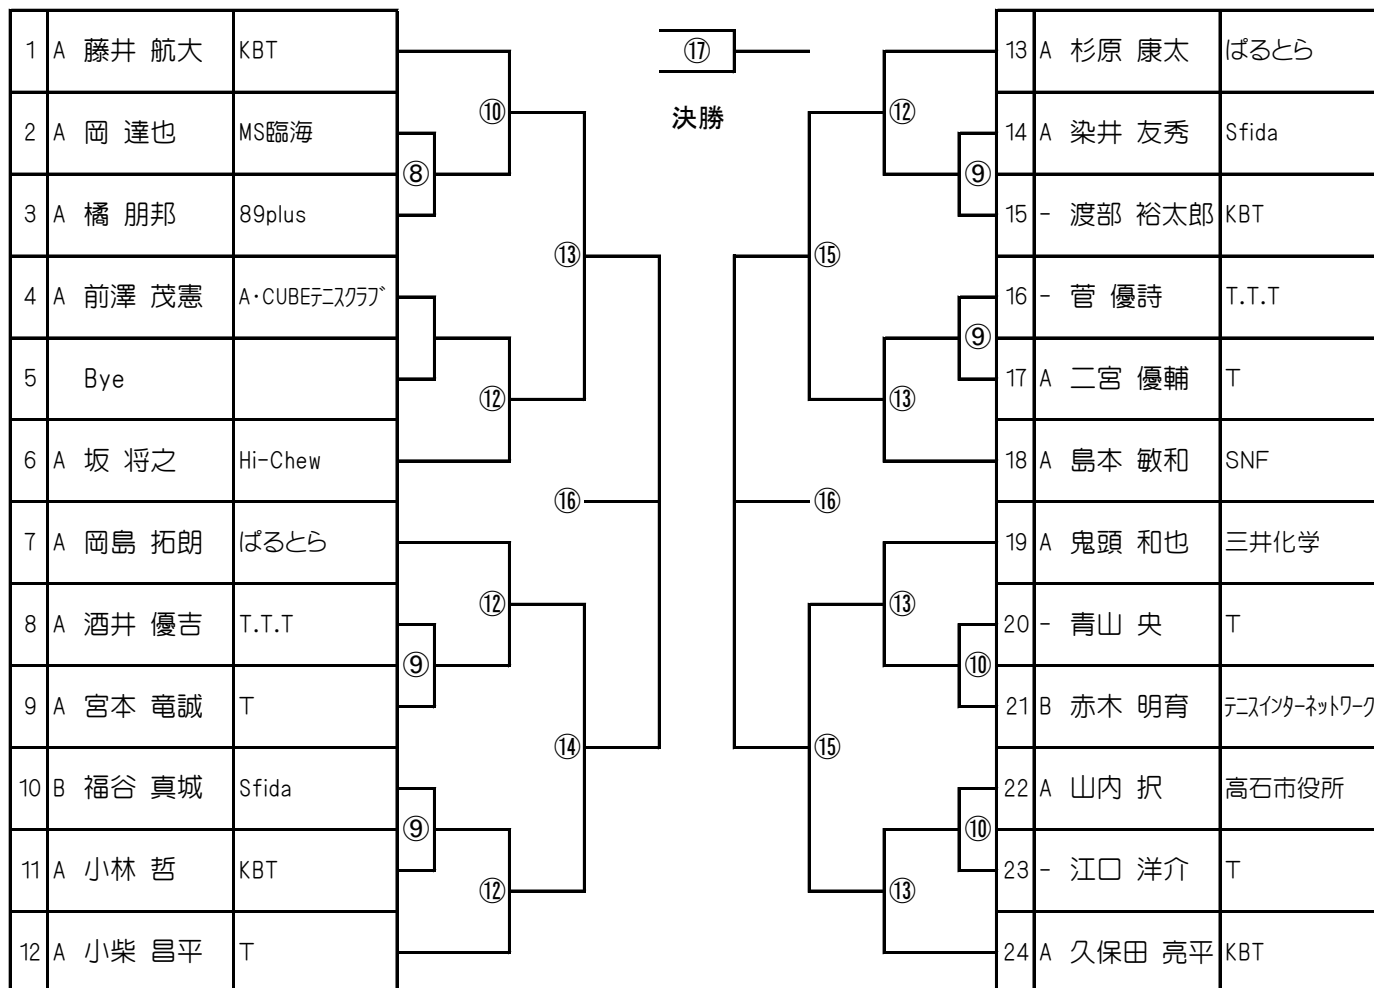 1 A 藤井 航大 KBT
2 A 岡 達也 MS臨海
3 A 橘 朋邦 89plus
4 A 前澤 茂憲 A・CUBEテニスクラブ
5 Bye
6 A 坂 将之 Hi-Chew
7 A 岡島 拓朗 ぱるとら
8 A 酒井 優吉 T.T.T
9 A 宮本 竜誠 T
10 B 福谷 真城 Sfida
11 A 小林 哲 KBT
12 A 小柴 昌平 T
⑧
⑨
⑨
⑩
⑫
⑫
⑫
⑬
⑭
⑯
⑰
決勝
⑯
⑮
⑮
⑫
⑬
⑬
⑬
⑨
⑨
⑩
⑩
13 A 杉原 康太 ぱるとら
14 A 染井 友秀 Sfida
15 - 渡部 裕太郎 KBT
16 - 菅 優詩 T.T.T
17 A 二宮 優輔 T
18 A 島本 敏和 SNF
19 A 鬼頭 和也 三井化学
20 - 青山 央 T
21 B 赤木 明育 テニスインターネットワーク
22 A 山内 択 高石市役所
23 - 江口 洋介 T
24 A 久保田 亮平 KBT